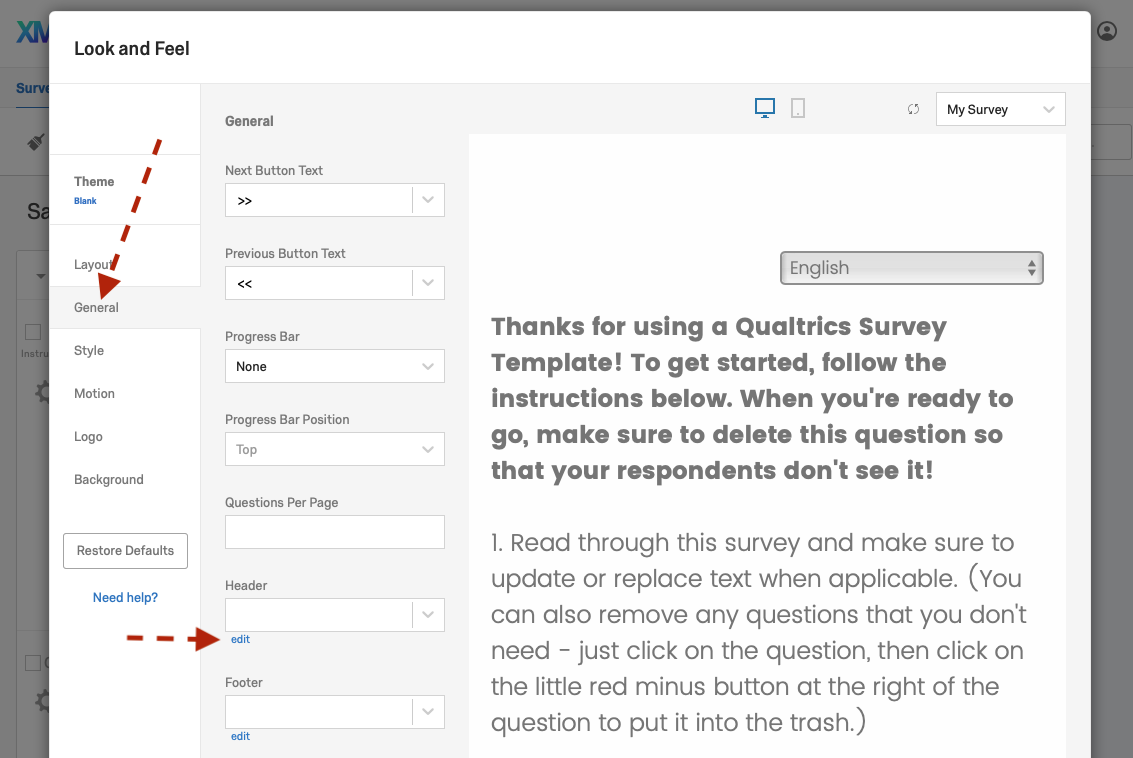 XM
Look and Feel
Surve
Sa
Instru
Theme
Blank
Layout
General
Style
Motion
Logo
Background
Restore Defaults
Need help?
General
Next Button Text
>>
Previous Button Text
<<
Progress Bar
None
Progress Bar Position
Top
Questions Per Page
Header
edit
Footer
edit
My Survey
English
Thanks for using a Qualtrics Survey
Template! To get started, follow the
instructions below. When you're ready to
go, make sure to delete this question so
that your respondents don't see it!
1. Read through this survey and make sure to
update or replace text when applicable. (You
can also remove any questions that you don't
need - just click on the question, then click on
the little red minus button at the right of the
question to put it into the trash.)